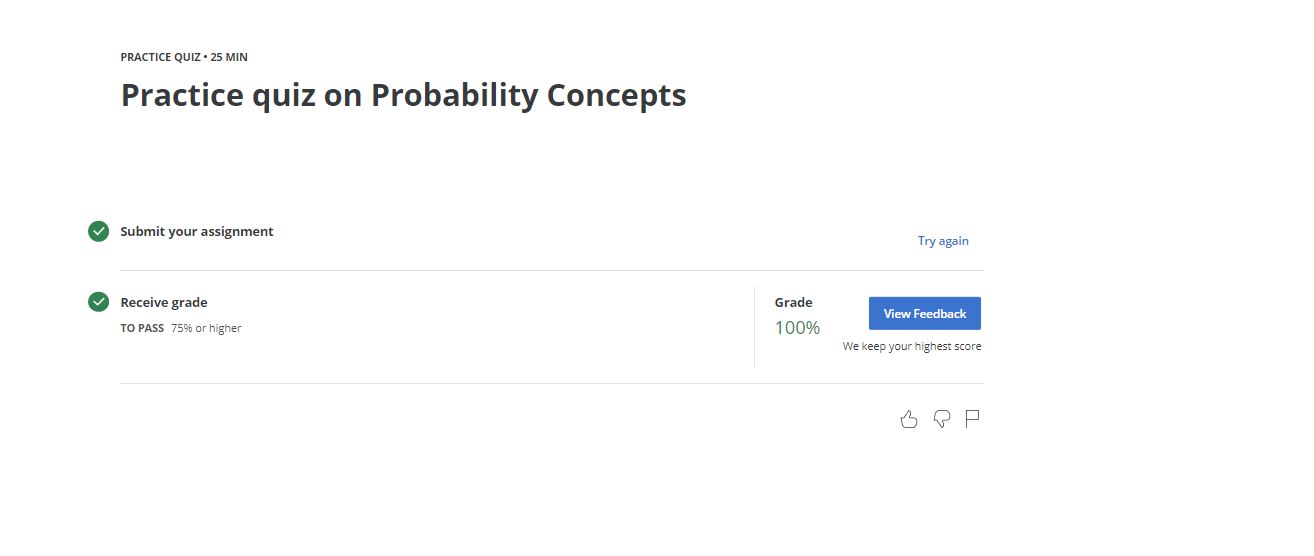 PRACTICE QUIZ • 25 MIN
Practice quiz on Probability Concepts
Submit your assignment
Try again
Receive grade
TO PASS 75% or higher
Grade
100%
View Feedback
We keep your highest score